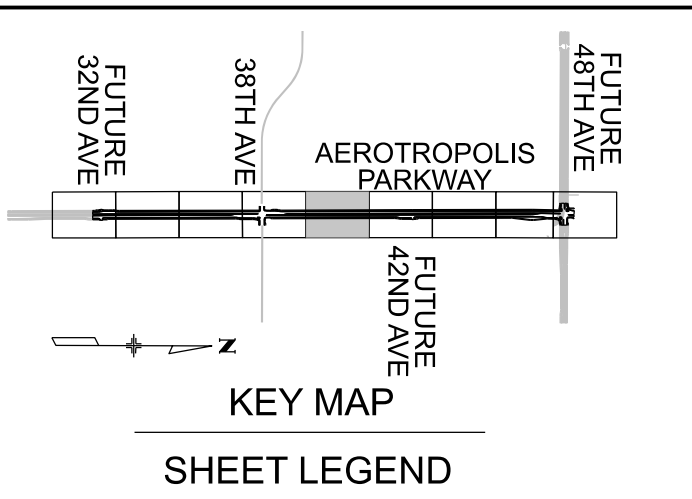 FUTURE
32ND AVE
38TH AVE
AEROTROPOLIS
PARKWAY
FUTURE
48TH AVE
FUTURE
42ND AVE
N
KEY MAP
SHEET LEGEND